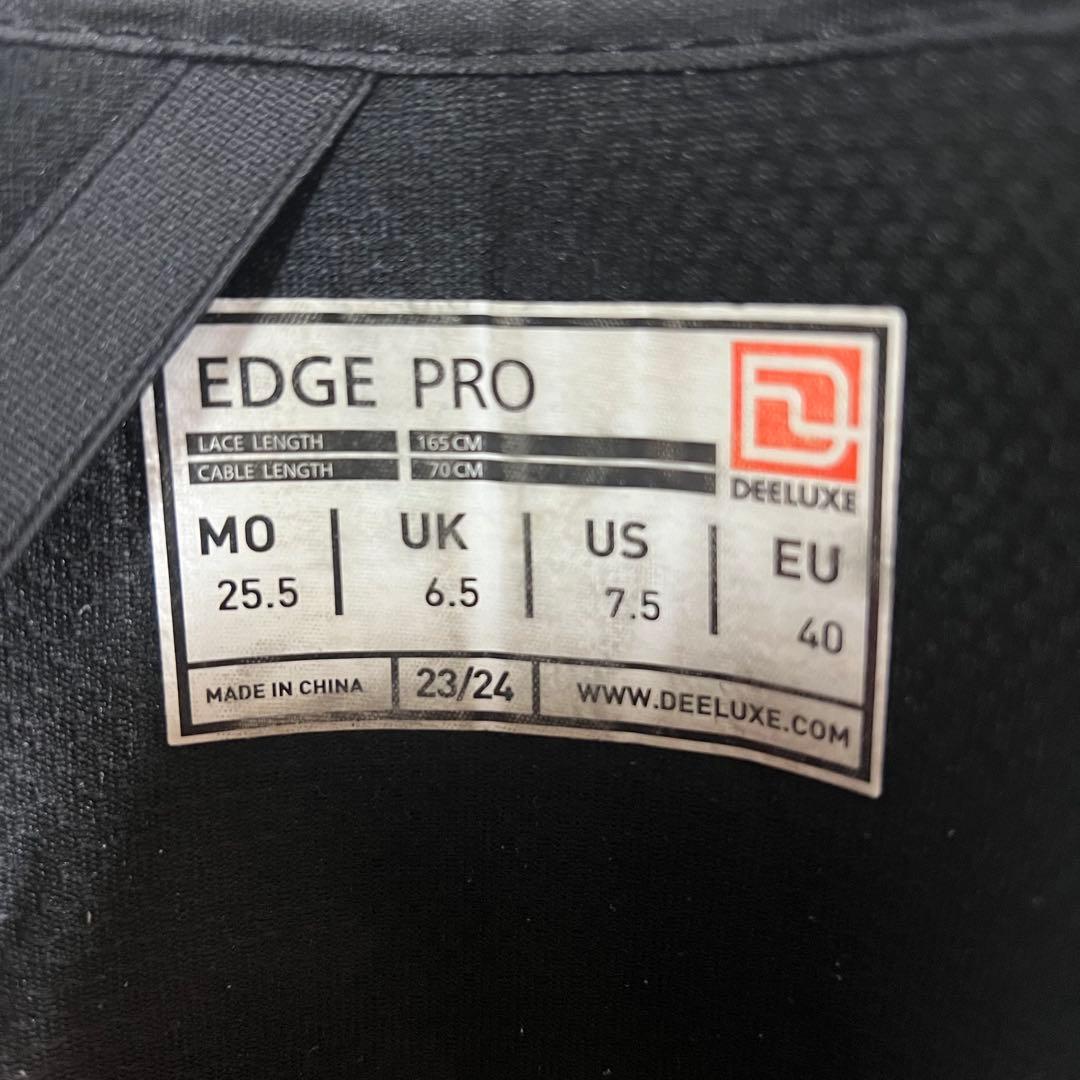 EDGE PRO
LACE LENGTH 165 CM
CABLE LENGTH 70 CM
DEELUXE
MO UK US EU
25.5 6.5 7.5 40
MADE IN CHINA 23/24 WWW.DEELUXE.COM